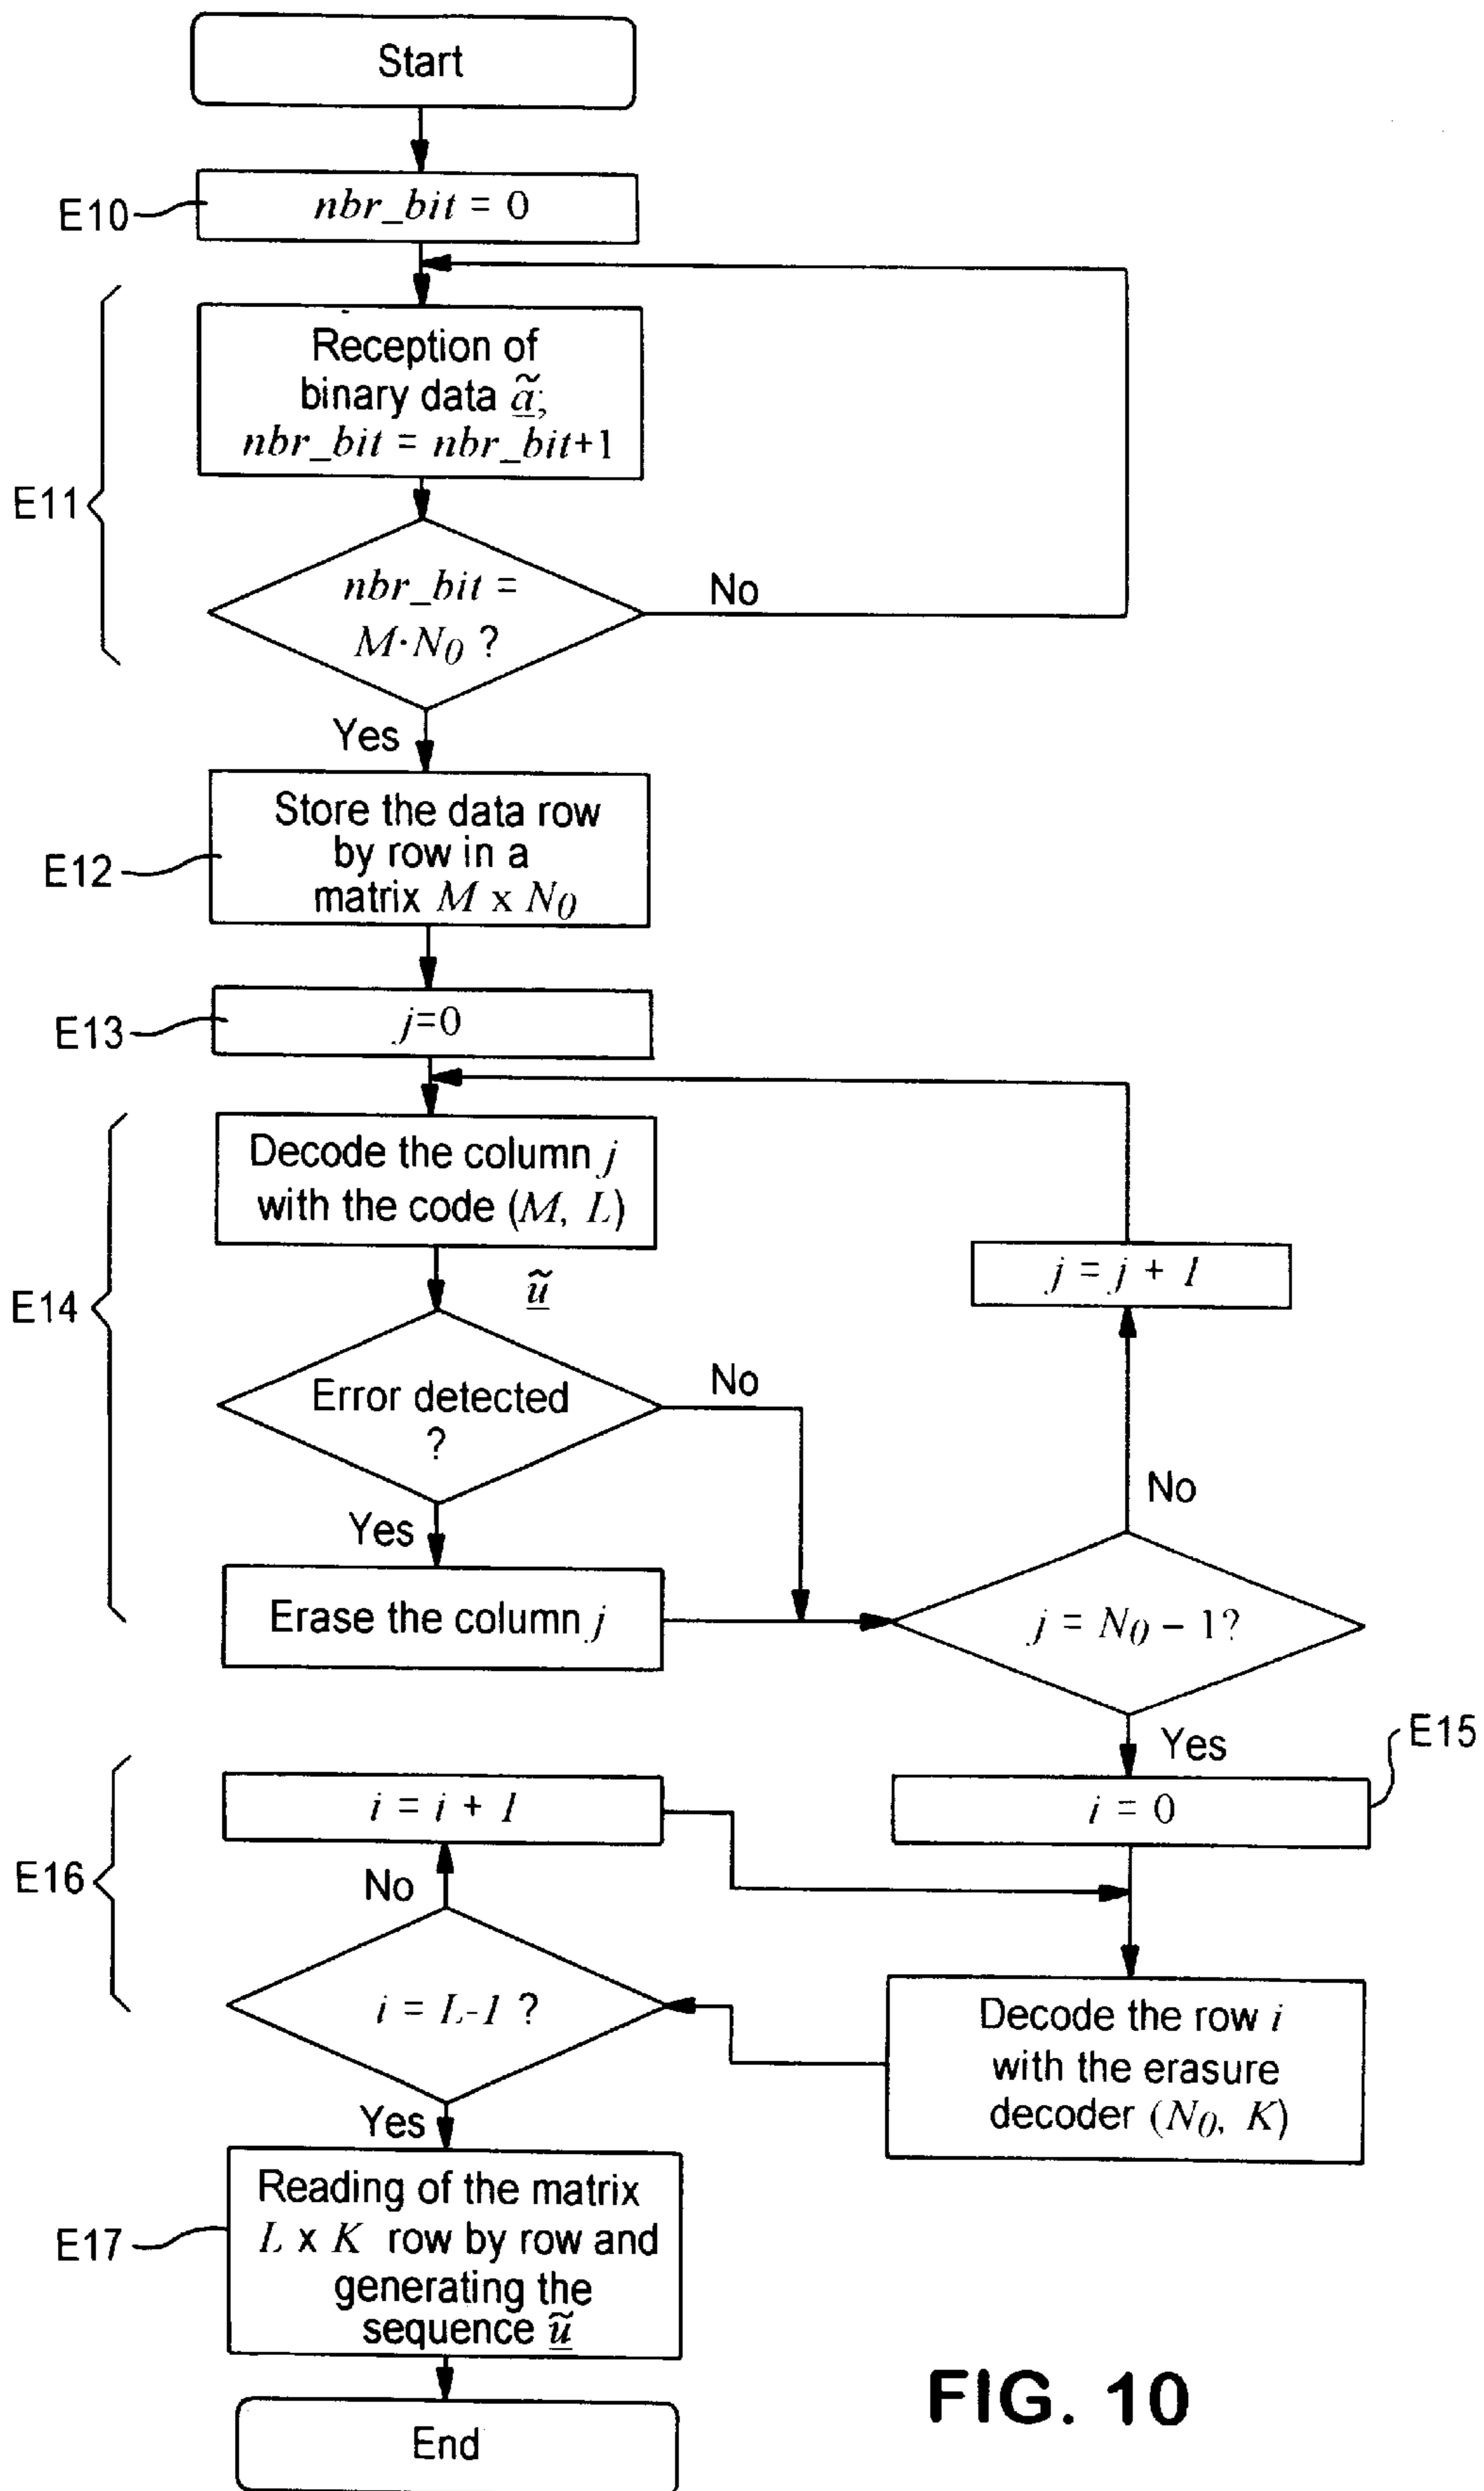 Start
E10
nbr_bit = 0
E11
Reception of
binary data ã;
nbr_bit = nbr_bit+1
nbr_bit =
M·N0 ?
No
Yes
E12
Store the data row
by row in a
matrix M x N0
E13
j=0
E14
Decode the column j
with the code (M, L)
ũ
j = j + 1
Error detected
?
No
Yes
No
Erase the column j
j = N0 – 1?
Yes
E15
i = 0
E16
i = i + 1
No
i = L-1 ?
Decode the row i
with the erasure
decoder (N0, K)
Yes
E17
Reading of the matrix
L x K row by row and
generating the
sequence ũ
End
FIG. 10